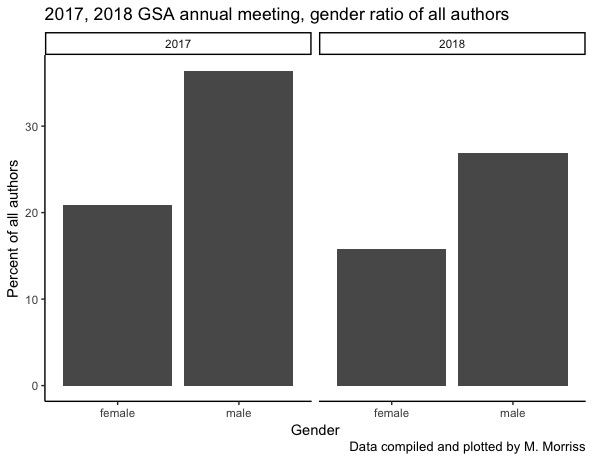 2017, 2018 GSA annual meeting, gender ratio of all authors
2017
2018
Percent of all authors
30
20
10
0
female
male
female
male
Gender
Data compiled and plotted by M. Morriss